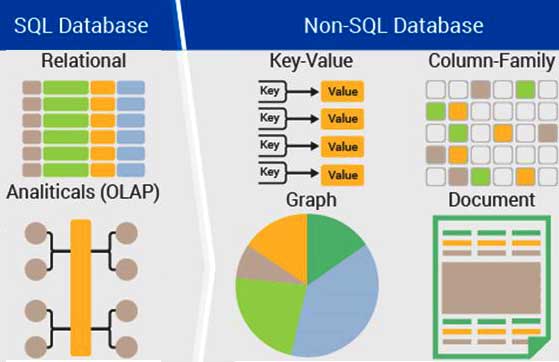 SQL Database
Non-SQL Database
Relational
Key-Value
Column-Family
Key Value
Key Value
Key Value
Key Value
Analiticals (OLAP)
Graph
Document